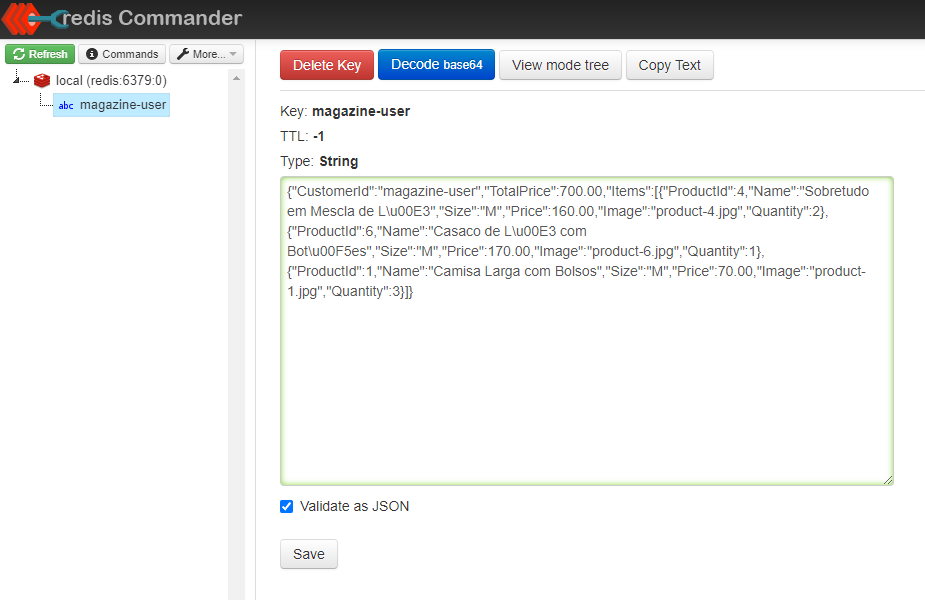 redis Commander
Refresh
Commands
More...
local (redis:6379:0)
abc magazine-user
Delete Key
Decode base64
View mode tree
Copy Text
Key: magazine-user
TTL: -1
Type: String
{"CustomerId":"magazine-user","TotalPrice":700.00,"Items":[{"ProductId":4,"Name":"Sobretudo
em Mescla de L\u00E3","Size":"M","Price":160.00,"Image":"product-4.jpg","Quantity":2},
{"ProductId":6,"Name":"Casaco de L\u00E3 com
Bot\u00F5es","Size":"M","Price":170.00,"Image":"product-6.jpg","Quantity":1},
{"ProductId":1,"Name":"Camisa Larga com Bolsos","Size":"M","Price":70.00,"Image":"product-
1.jpg","Quantity":3}]}
Validate as JSON
Save